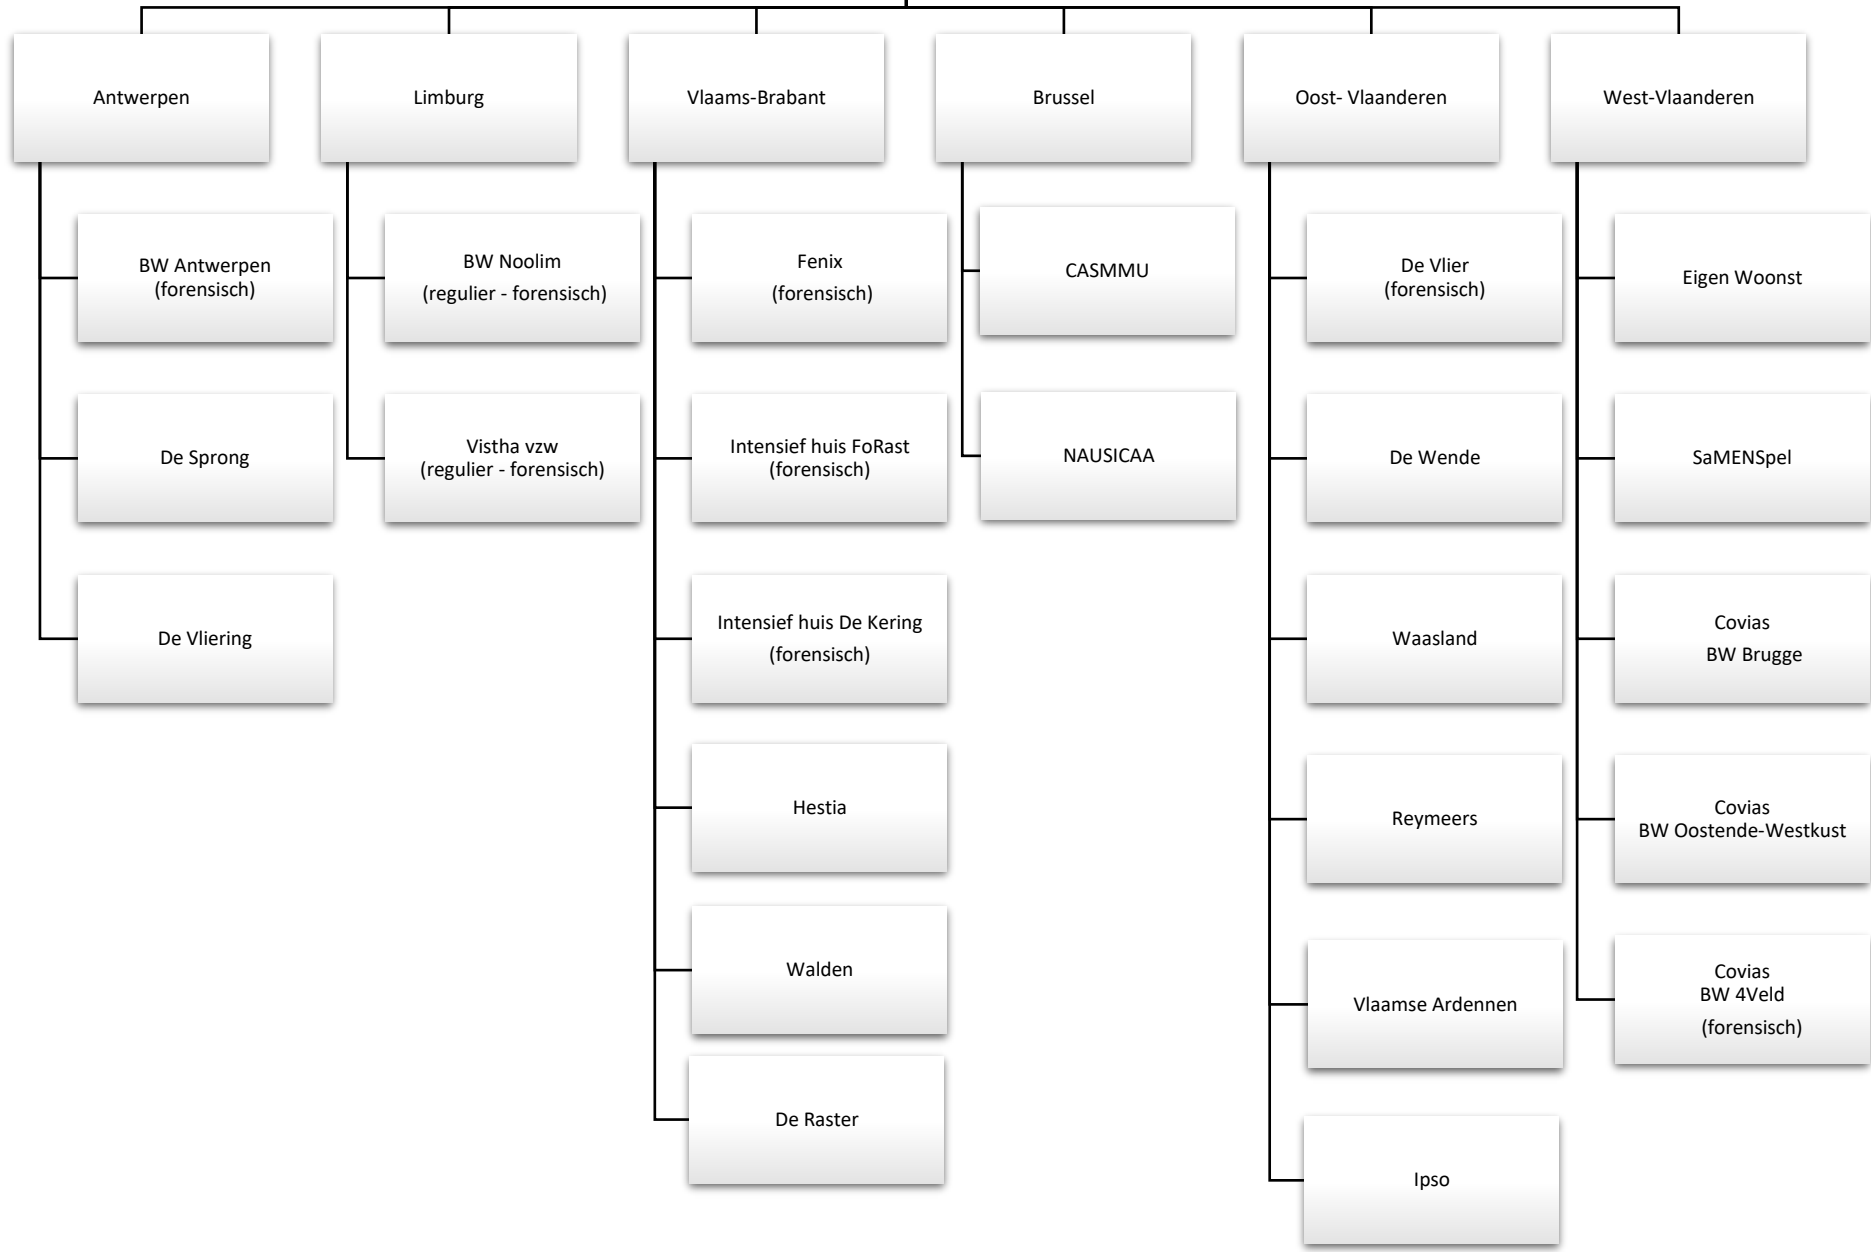 Antwerpen
BW Antwerpen
(forensisch)
De Sprong
De Vliering
Limburg
BW Noolim
(regulier - forensisch)
Vistha vzw
(regulier - forensisch)
Vlaams-Brabant
Fenix
(forensisch)
Intensief huis FoRast
(forensisch)
Intensief huis De Kering
(forensisch)
Hestia
Walden
De Raster
Brussel
CASMMU
NAUSICAA
Oost- Vlaanderen
De Vlier
(forensisch)
De Wende
Waasland
Reymeers
Vlaamse Ardennen
Ipso
West-Vlaanderen
Eigen Woonst
SaMENSpel
Covias
BW Brugge
Covias
BW Oostende-Westkust
Covias
BW 4Veld
(forensisch)